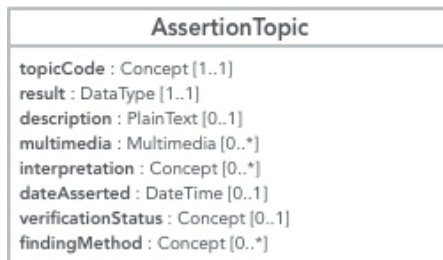 AssertionTopic
topicCode : Concept [1..1]
result : DataType [1..1]
description : PlainText [0..1]
multimedia : Multimedia [0..*]
interpretation : Concept [0..*]
dateAsserted : DateTime [0..1]
verificationStatus : Concept [0..1]
findingMethod : Concept [0..*]